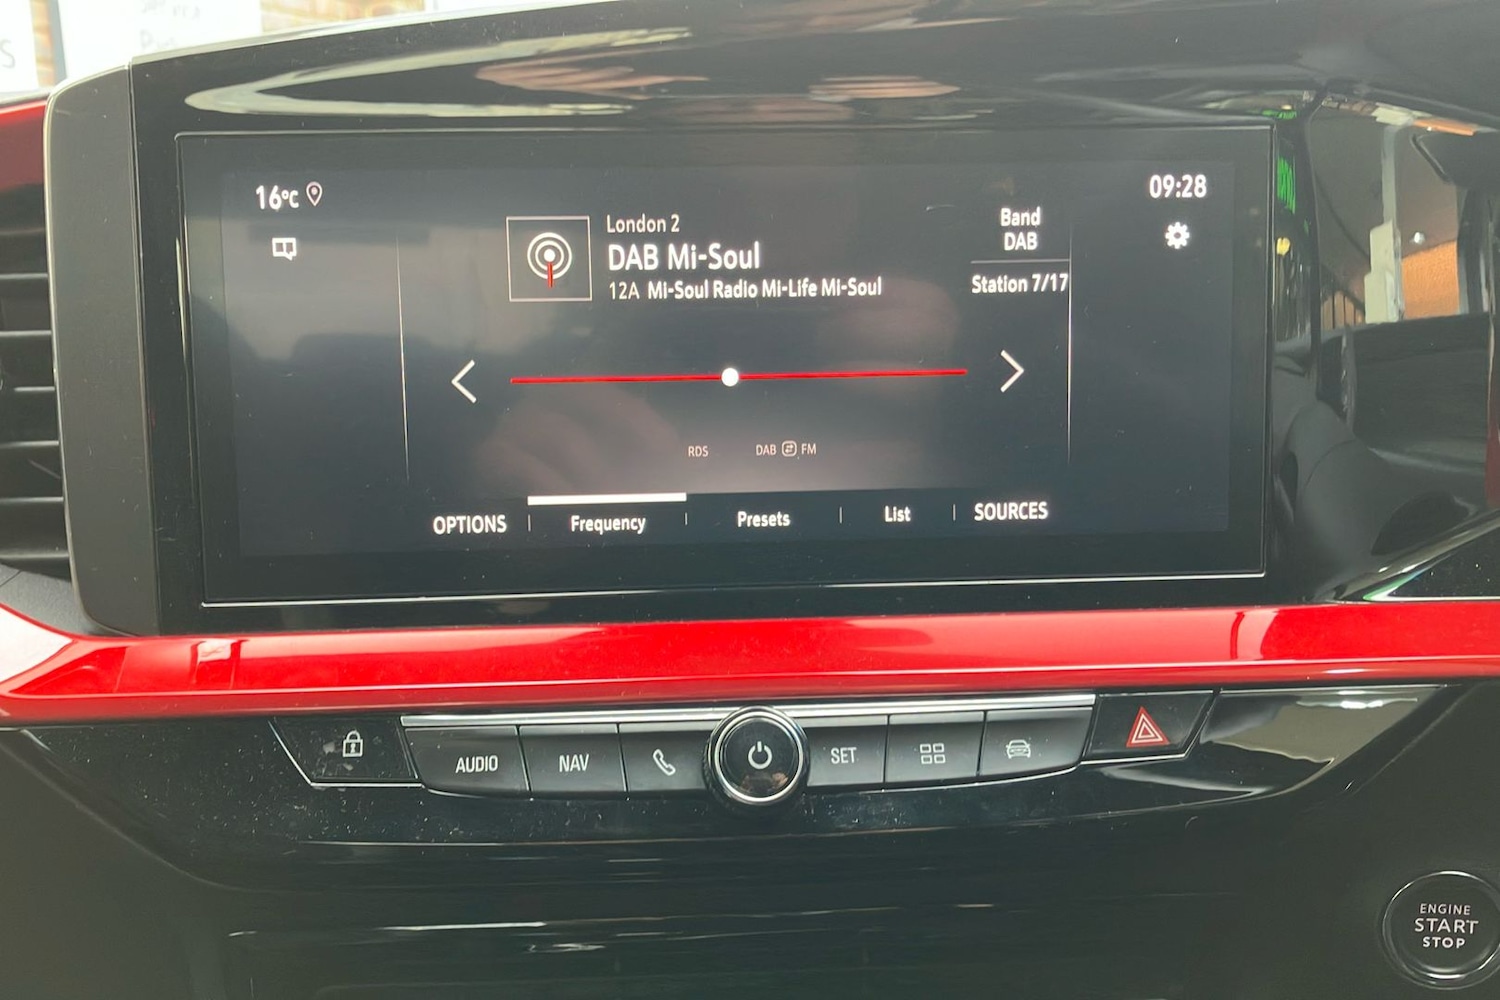 16°C
09:28
London 2
DAB Mi-Soul
12A Mi-Soul Radio Mi-Life Mi-Soul
Band
DAB
Station 7/17
RDS
DAB FM
OPTIONS
Frequency
Presets
List
SOURCES
AUDIO
NAV
SET
ENGINE
START
STOP